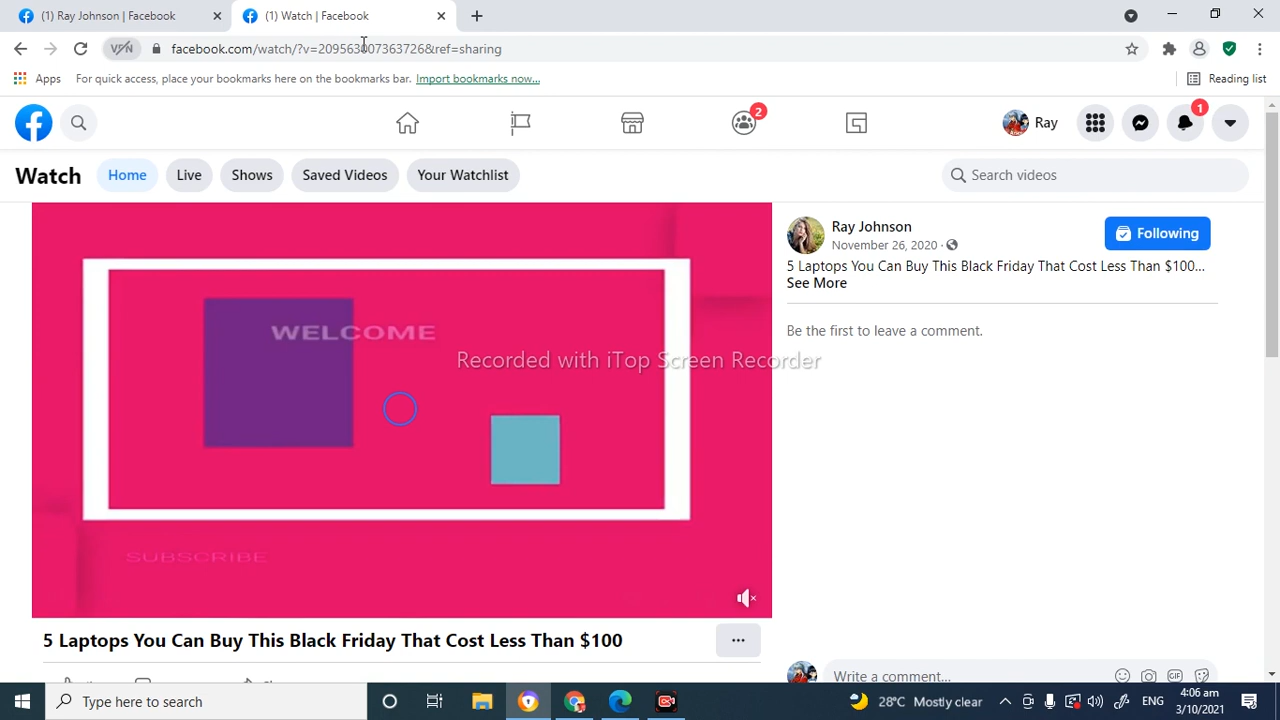 (1) Ray Johnson | Facebook
(1) Watch | Facebook
VPN
facebook.com/watch/?v=209563007363726&ref=sharing
Apps
For quick access, place your bookmarks here on the bookmarks bar. Import bookmarks now...
Reading list
2
Ray
1
Watch
Home
Live
Shows
Saved Videos
Your Watchlist
Search videos
WELCOME
SUBSCRIBE
Recorded with iTop Screen Recorder
Ray Johnson
November 26, 2020 ·
Following
5 Laptops You Can Buy This Black Friday That Cost Less Than $100...
See More
Be the first to leave a comment.
5 Laptops You Can Buy This Black Friday That Cost Less Than $100
Write a comment...
GIF
Type here to search
28°C Mostly clear
ENG
4:06 am
3/10/2021